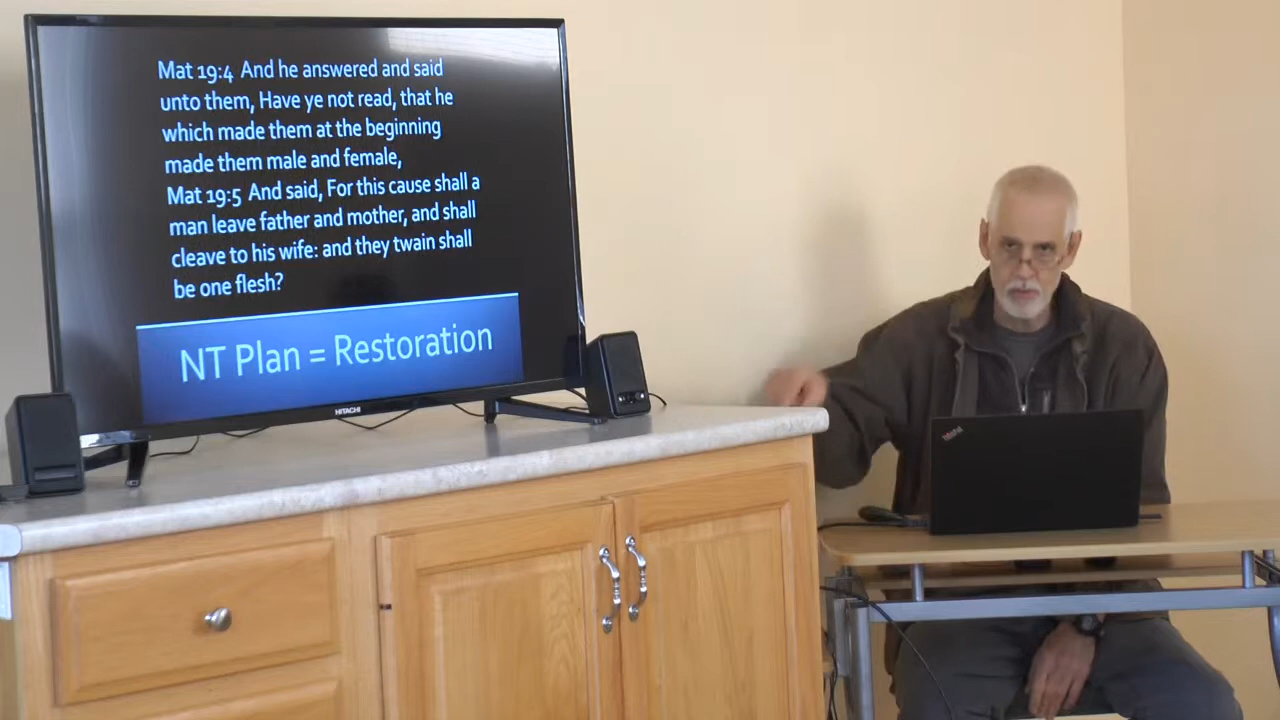 Mat 19:4 And he answered and said
unto them, Have ye not read, that he
which made them at the beginning
made them male and female,
Mat 19:5 And said, For this cause shall a
man leave father and mother, and shall
cleave to his wife: and they twain shall
be one flesh?
NT Plan = Restoration
HITACHI